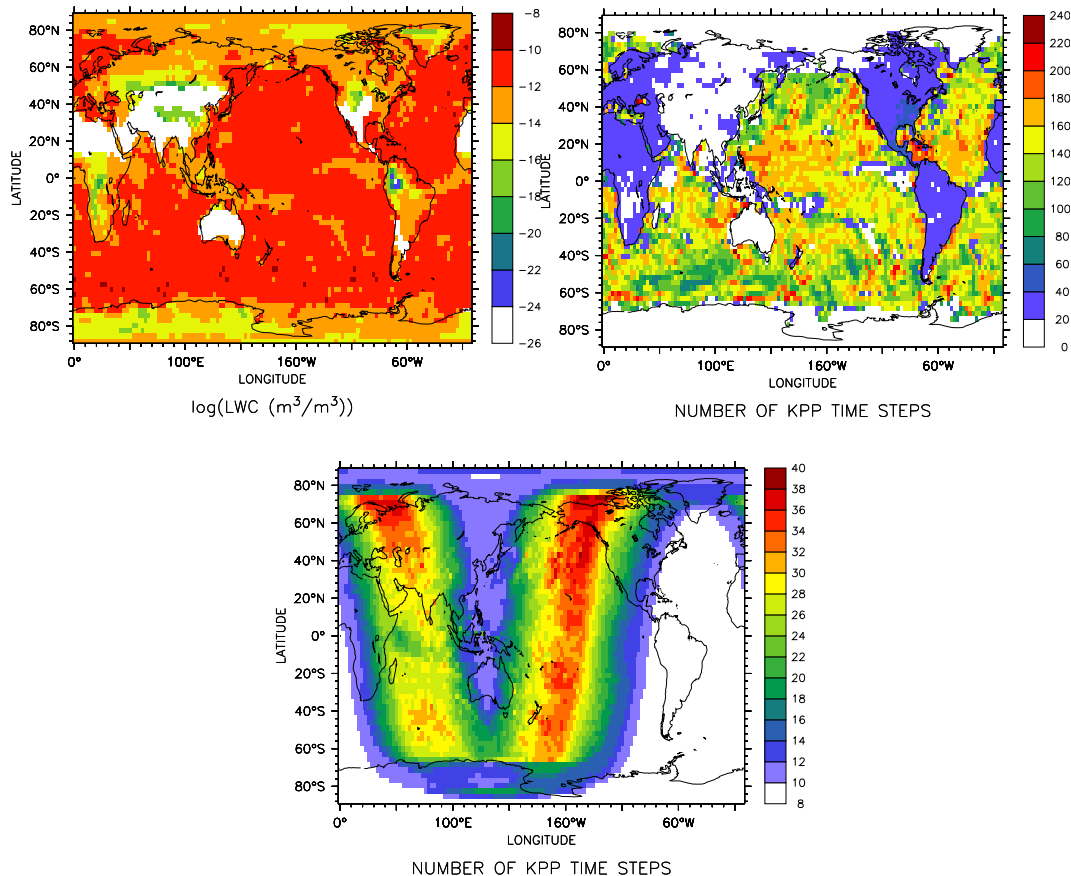 80°N
60°N
40°N
20°N
0°
20°S
40°S
60°S
80°S
LATITUDE
0°
100°E
160°W
60°W
LONGITUDE
log(LWC (m³/m³))
−8
−10
−12
−14
−16
−18
−20
−22
−24
−26
80°N
60°N
40°N
20°N
0°
20°S
40°S
60°S
80°S
LATITUDE
0°
100°E
160°W
60°W
LONGITUDE
NUMBER OF KPP TIME STEPS
240
220
200
180
160
140
120
100
80
60
40
20
0
80°N
60°N
40°N
20°N
0°
20°S
40°S
60°S
80°S
LATITUDE
0°
100°E
160°W
60°W
LONGITUDE
NUMBER OF KPP TIME STEPS
40
38
36
34
32
30
28
26
24
22
20
18
16
14
12
10
8